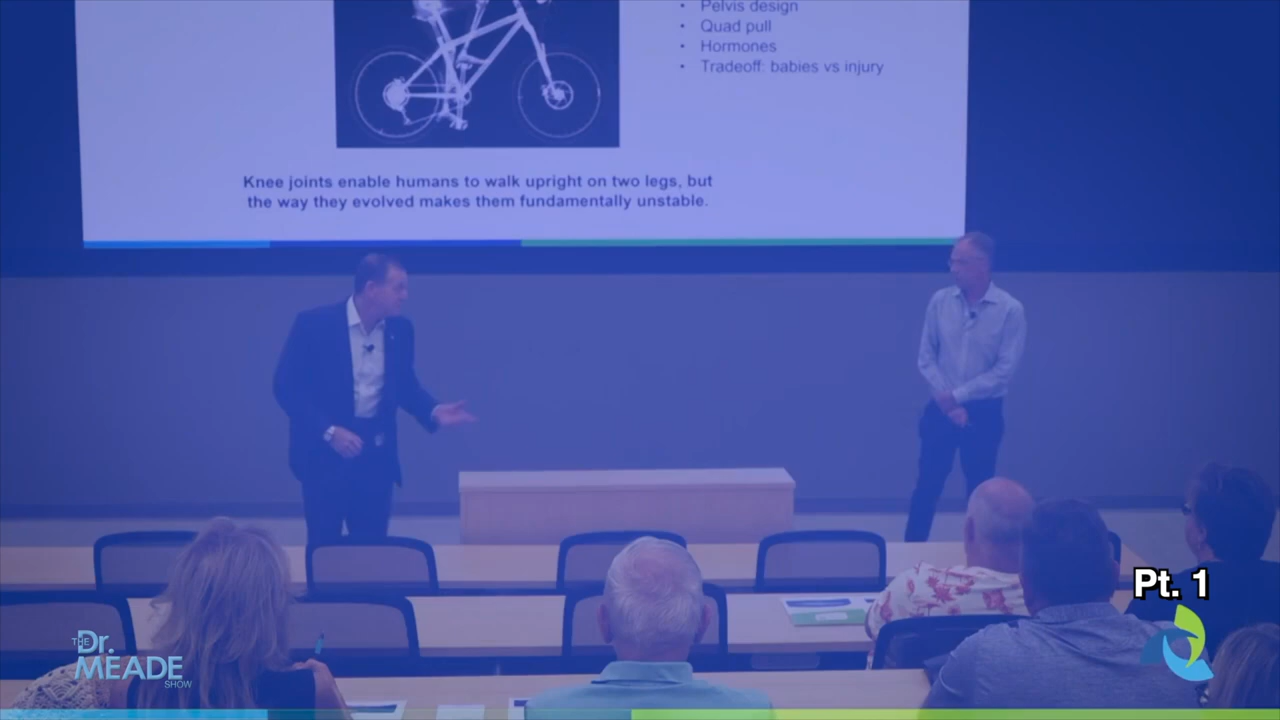 • Pelvis design
• Quad pull
• Hormones
• Tradeoff: babies vs injury
Knee joints enable humans to walk upright on two legs, but
the way they evolved makes them fundamentally unstable.
Pt. 1
THE
Dr.
MEADE
SHOW